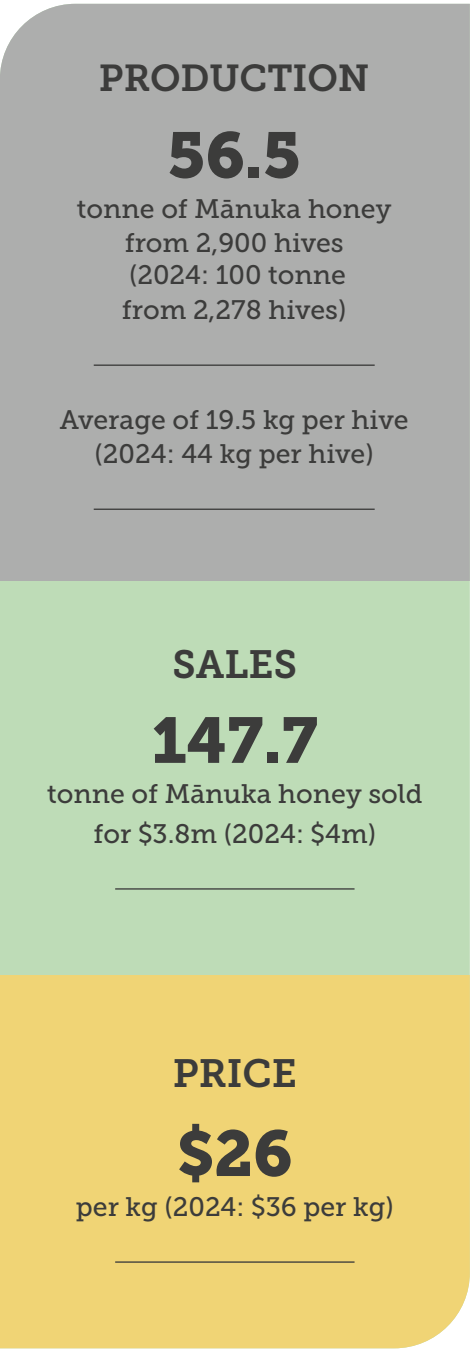 PRODUCTION
56.5
tonne of Mānuka honey
from 2,900 hives
(2024: 100 tonne
from 2,278 hives)
Average of 19.5 kg per hive
(2024: 44 kg per hive)
SALES
147.7
tonne of Mānuka honey sold
for $3.8m (2024: $4m)
PRICE
$26
per kg (2024: $36 per kg)